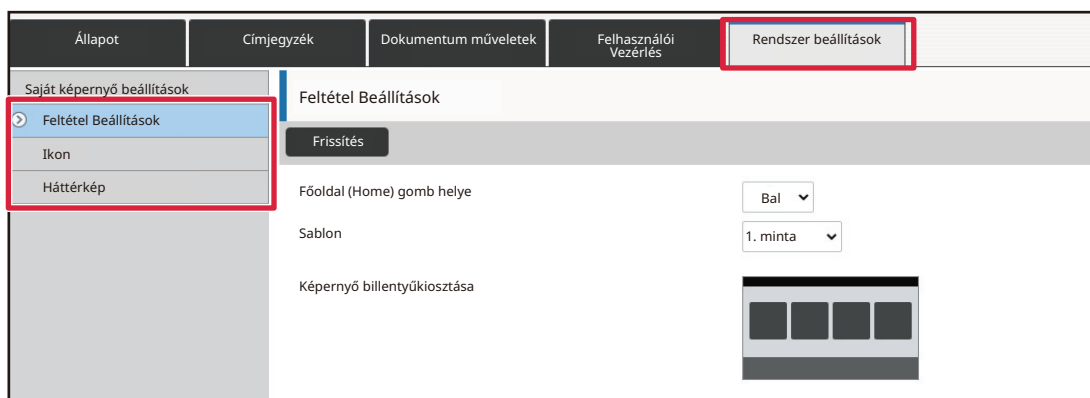 Állapot
Címjegyzék
Dokumentum műveletek
Felhasználói
Vezérlés
Rendszer beállítások
Saját képernyő beállítások
Feltétel Beállítások
Ikon
Háttérkép
Feltétel Beállítások
Frissítés
Főoldal (Home) gomb helye
Bal
Sablon
1. minta
Képernyő billentyűkiosztása